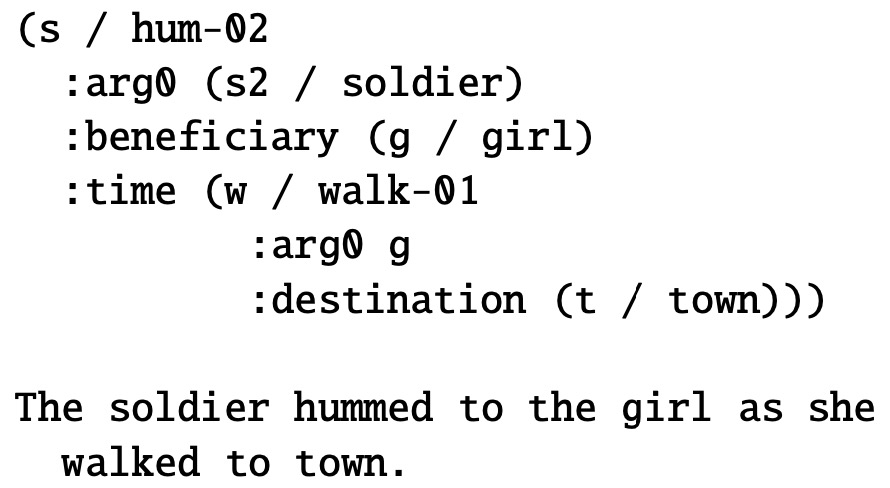 (s / hum-02
  :arg0 (s2 / soldier)
  :beneficiary (g / girl)
  :time (w / walk-01
          :arg0 g
          :destination (t / town)))

The soldier hummed to the girl as she
  walked to town.